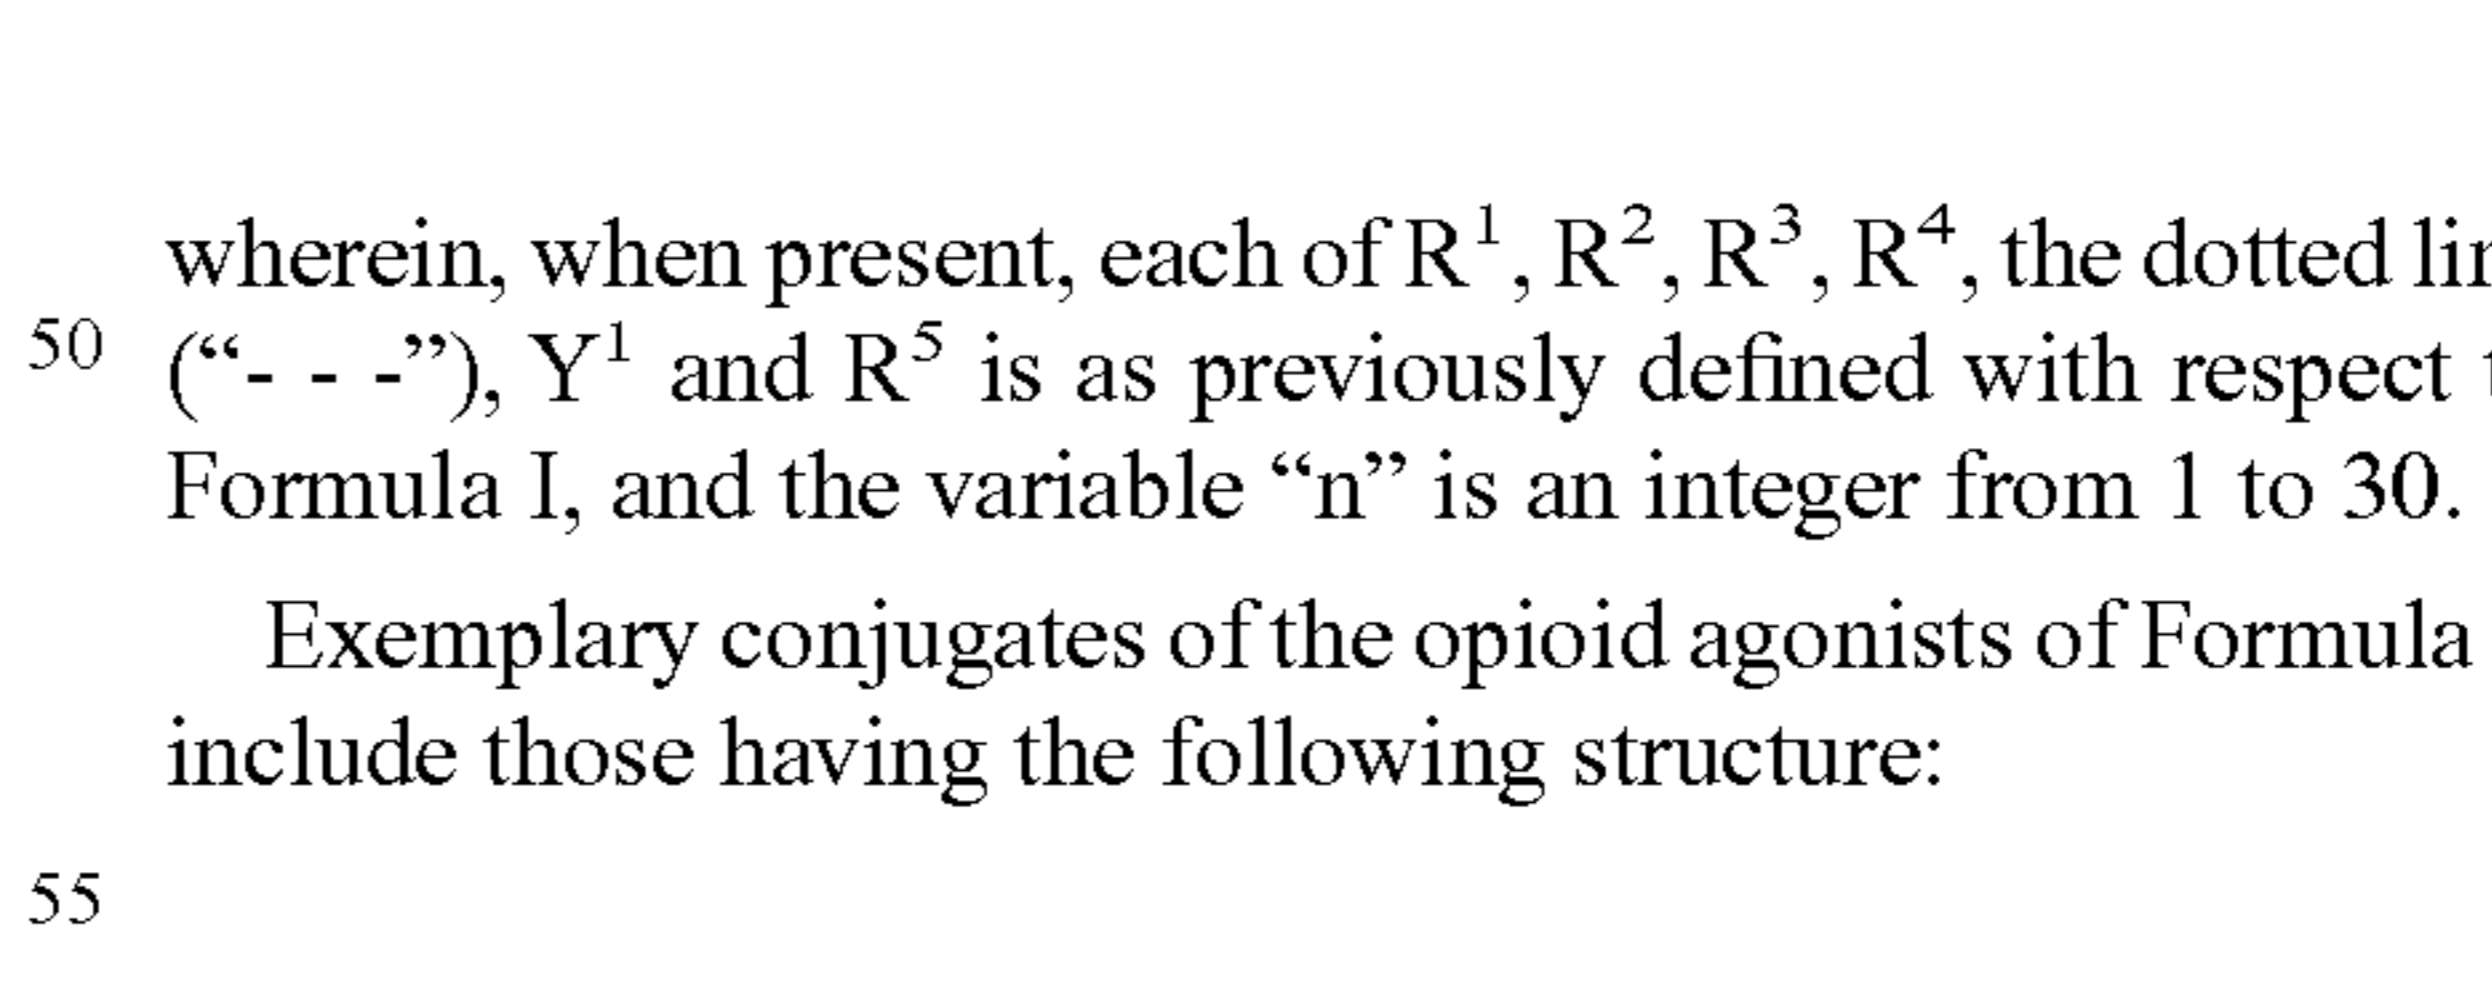 wherein, when present, each of R¹, R², R³, R⁴, the dotted
50 (“- - -”), Y¹ and R⁵ is as previously defined with respect
Formula I, and the variable “n” is an integer from 1 to 30.
Exemplary conjugates of the opioid agonists of Formula
include those having the following structure:
55